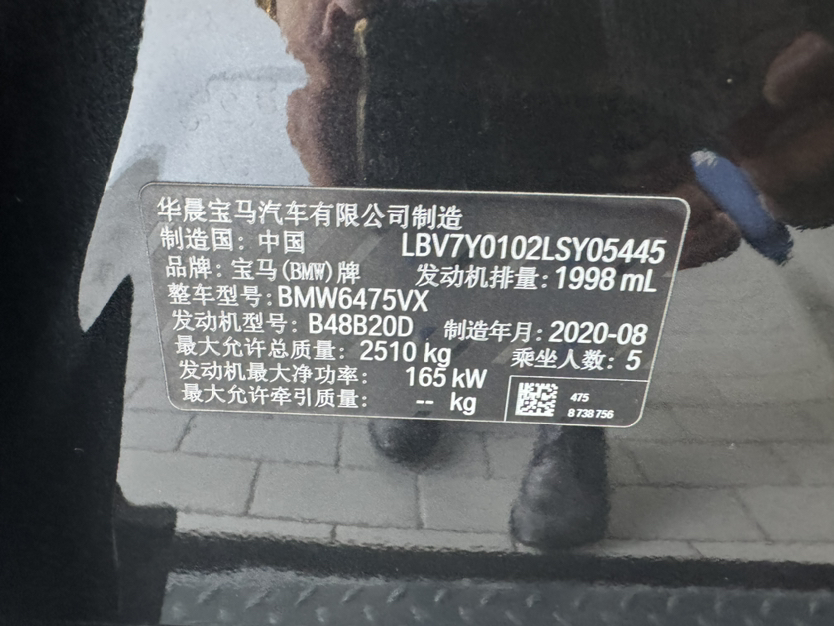 华晨宝马汽车有限公司制造
制造国：中国 LBV7Y0102LSY05445
品牌：宝马(BMW)牌 发动机排量：1998 mL
整车型号：BMW6475VX
发动机型号：B48B20D 制造年月：2020-08
最大允许总质量：2510 kg 乘坐人数：5
发动机最大净功率：165 kW
最大允许牵引质量：-- kg
475
8 738 756